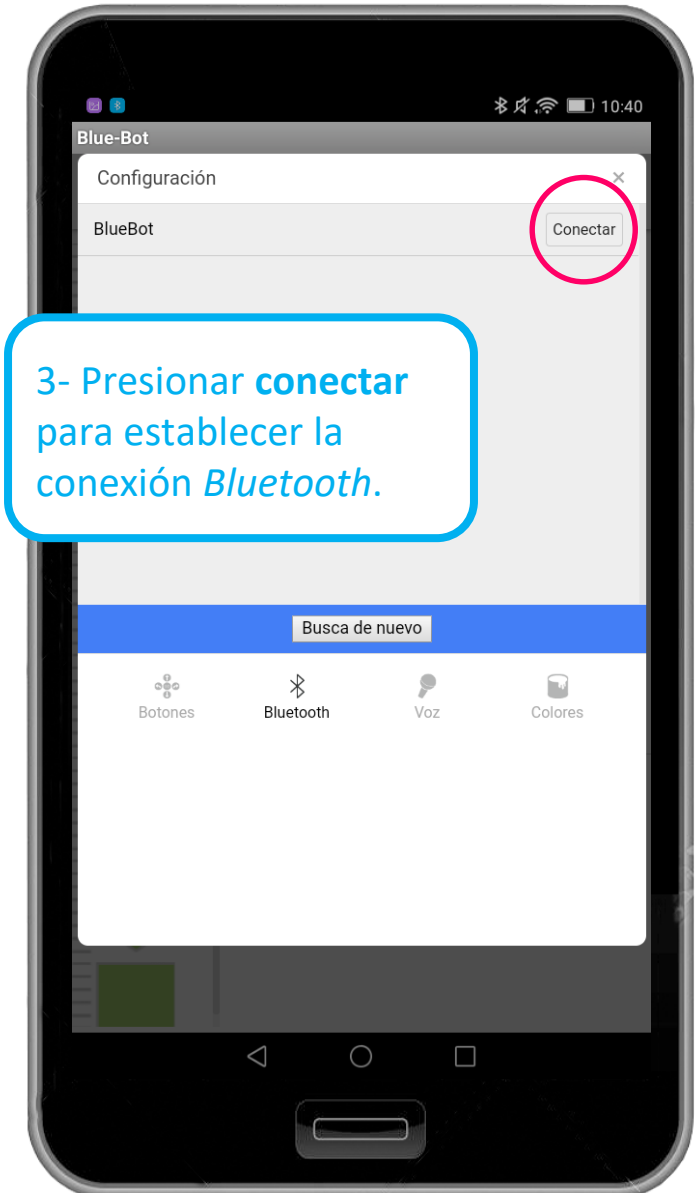 10:40
Blue-Bot
Configuración ×
BlueBot Conectar
3- Presionar conectar
para establecer la
conexión Bluetooth.
Busca de nuevo
Botones Bluetooth Voz Colores